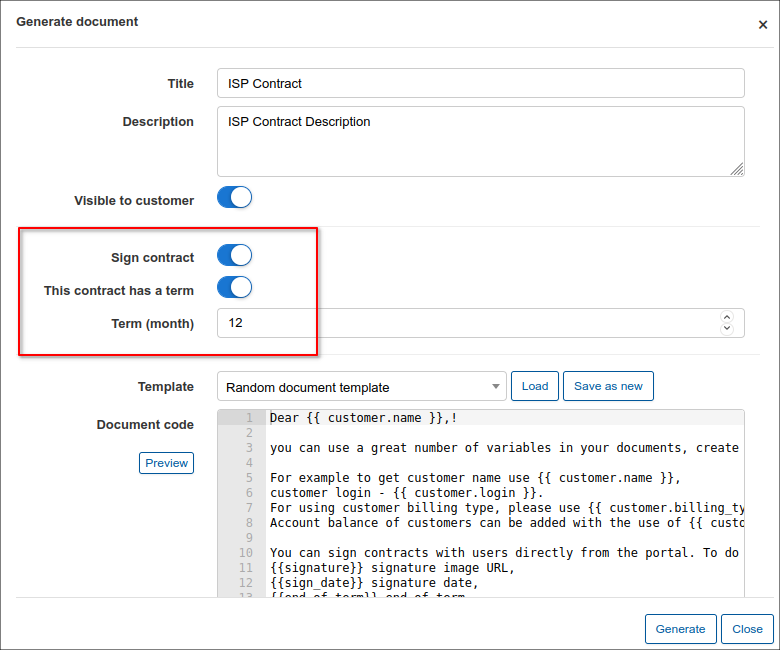 Generate document
×
Title
ISP Contract
Description
ISP Contract Description
Visible to customer
Sign contract
This contract has a term
Term (month)
12
Template
Random document template
Load
Save as new
Document code
Preview
1 Dear {{ customer.name }},!
2
3 you can use a great number of variables in your documents, create
4
5 For example to get customer name use {{ customer.name }},
6 customer login - {{ customer.login }}.
7 For using customer billing type, please use {{ customer.billing_ty
8 Account balance of customers can be added with the use of {{ custo
9
10 You can sign contracts with users directly from the portal. To do
11 {{signature}} signature image URL,
12 {{sign_date}} signature date,
13 {{end_of_term}} end of term
Generate
Close